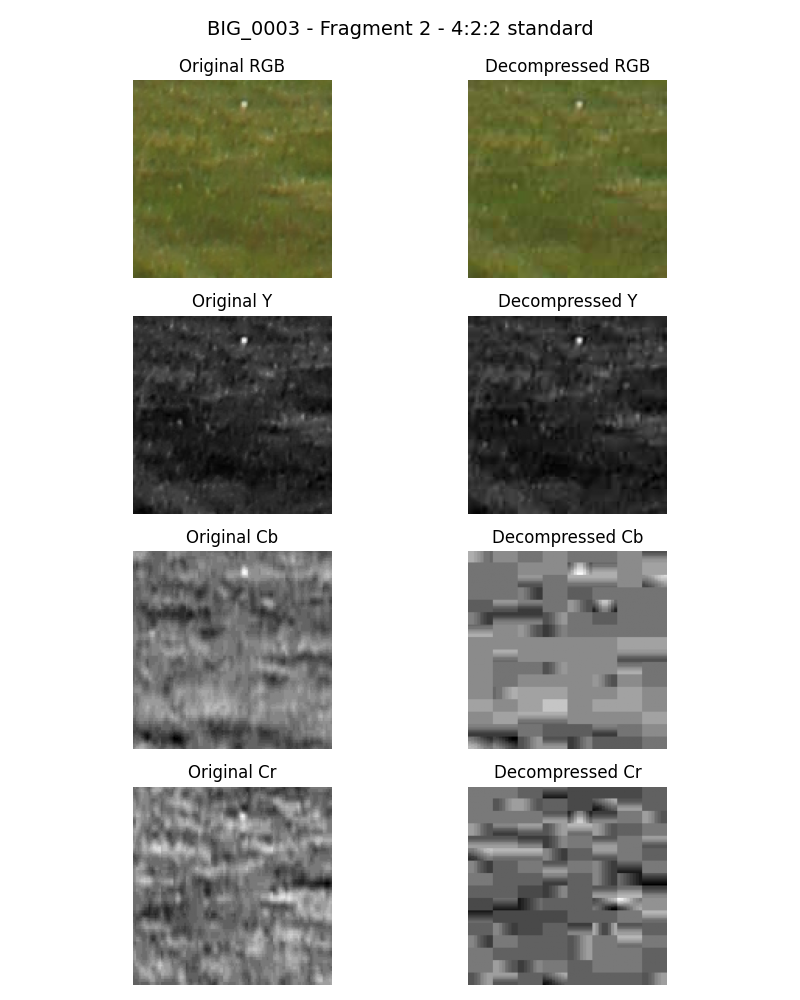 BIG_0003 - Fragment 2 - 4:2:2 standard
Original RGB
Decompressed RGB
Original Y
Decompressed Y
Original Cb
Decompressed Cb
Original Cr
Decompressed Cr